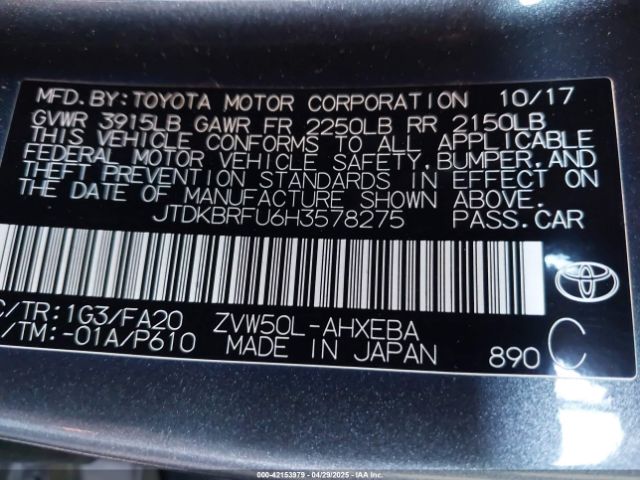 MFD.BY:TOYOTA MOTOR CORPORATION 10/17
GVWR 3915LB GAWR FR 2250LB RR 2150LB
THIS VEHICLE CONFORMS TO ALL APPLICABLE
FEDERAL MOTOR VEHICLE SAFETY, BUMPER, AND
THEFT PREVENTION STANDARDS IN EFFECT ON
THE DATE OF MANUFACTURE SHOWN ABOVE.
JTDKBRFU6H3578275 PASS.CAR
C/TR:1G3/FA20 ZVW50L-AHXEBA
/TM:-01A/P610 MADE IN JAPAN 890 C
000-42153979 04/29/2025 IAA Inc.